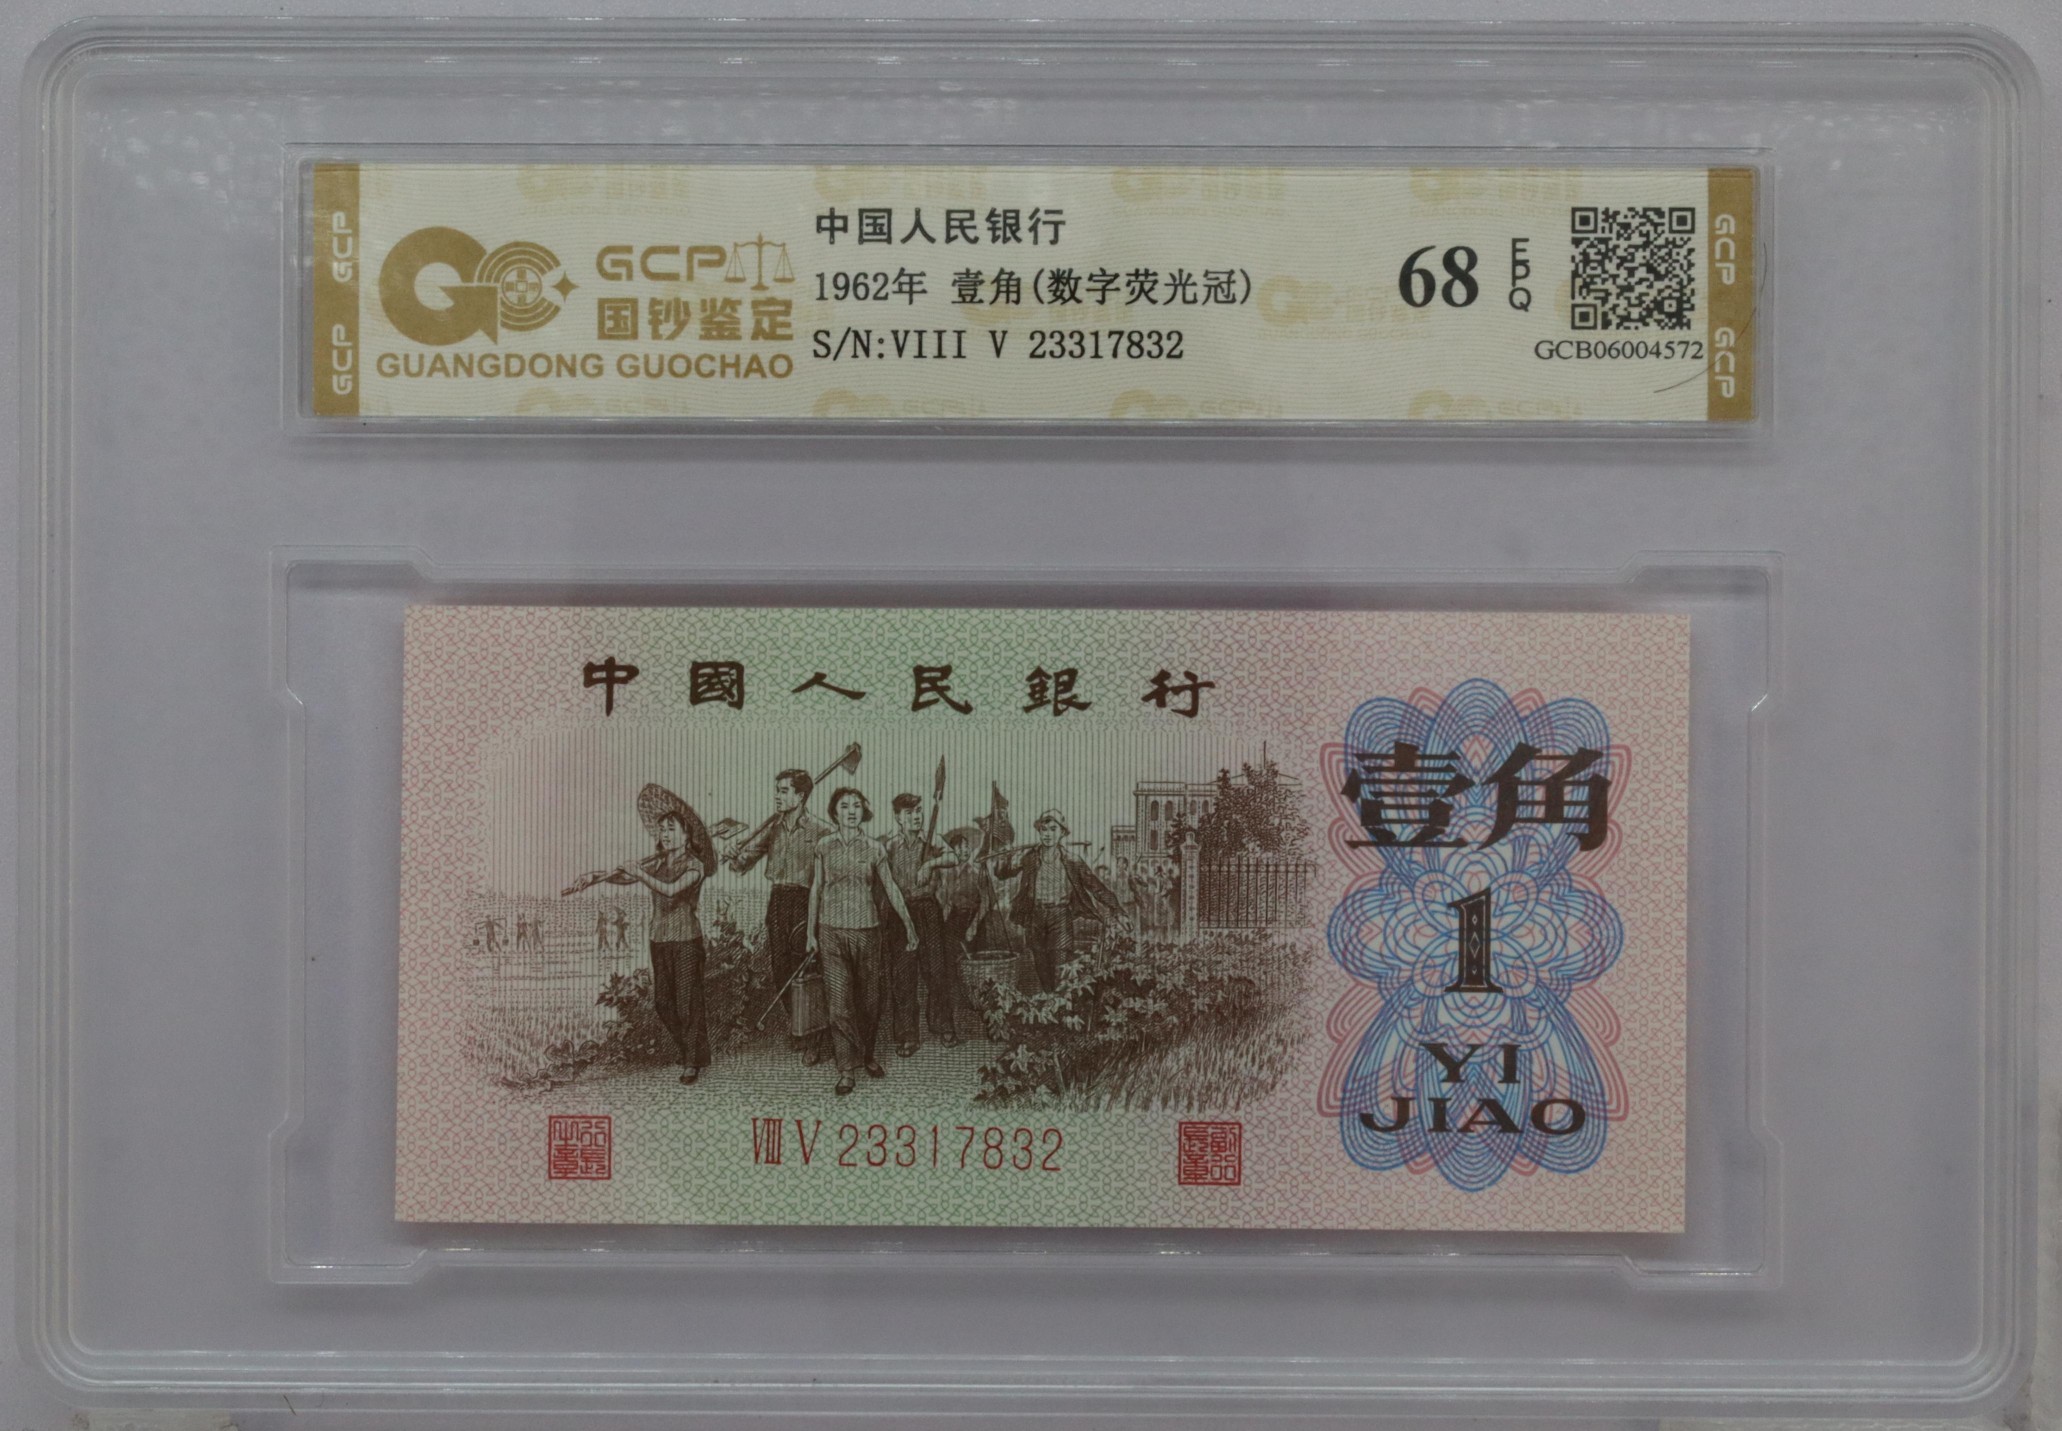 GCP
GCP
GCP
国钞鉴定
GUANGDONG GUOCHAO
中国人民银行
1962年 壹角(数字荧光冠)
S/N:VIII V 23317832
68
EPQ
GCB06004572
GCP
GCP
中國人民銀行
壹角
1
YI
JIAO
VIII V 23317832